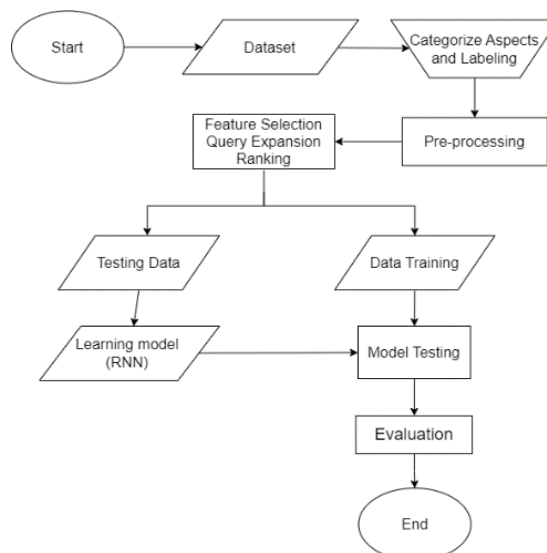 Start
Dataset
Categorize Aspects
and Labeling
Pre-processing
Feature Selection
Query Expansion
Ranking
Testing Data
Data Training
Learning model
(RNN)
Model Testing
Evaluation
End